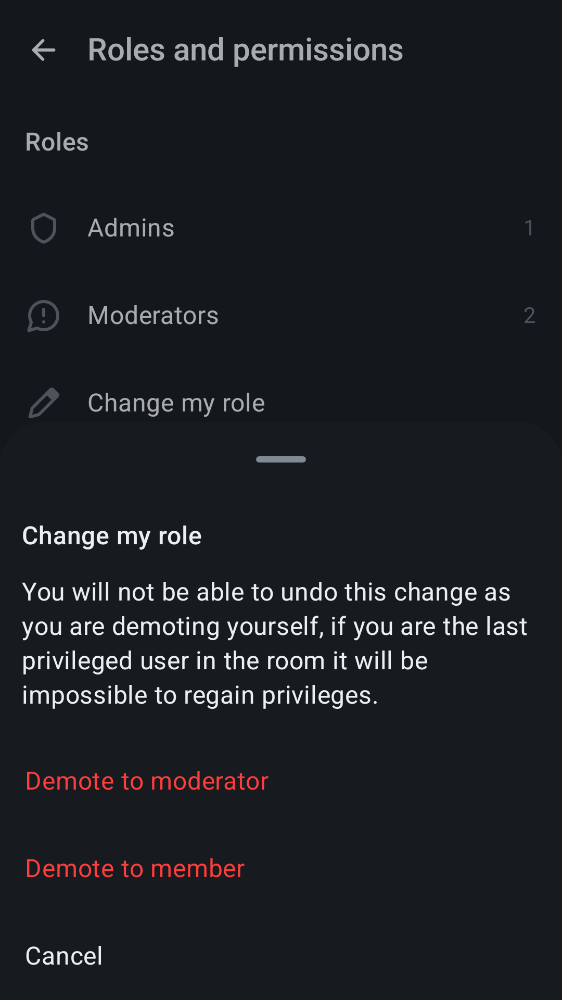 Roles and permissions
Roles
Admins 1
Moderators 2
Change my role
Change my role
You will not be able to undo this change as
you are demoting yourself, if you are the last
privileged user in the room it will be
impossible to regain privileges.
Demote to moderator
Demote to member
Cancel